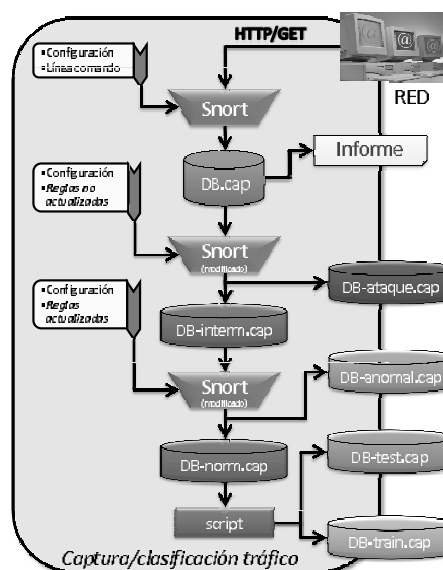 HTTP/GET
▪Configuración
▪Línea comando
RED
Snort
Informe
DB.cap
▪Configuración
▪Reglas no
actualizadas
Snort
(modificado)
DB-ataque.cap
▪Configuración
▪Reglas
actualizadas
DB-interm.cap
Snort
(modificado)
DB-anomal.cap
DB-norm.cap
DB-test.cap
script
DB-train.cap
Captura/clasificación tráfico